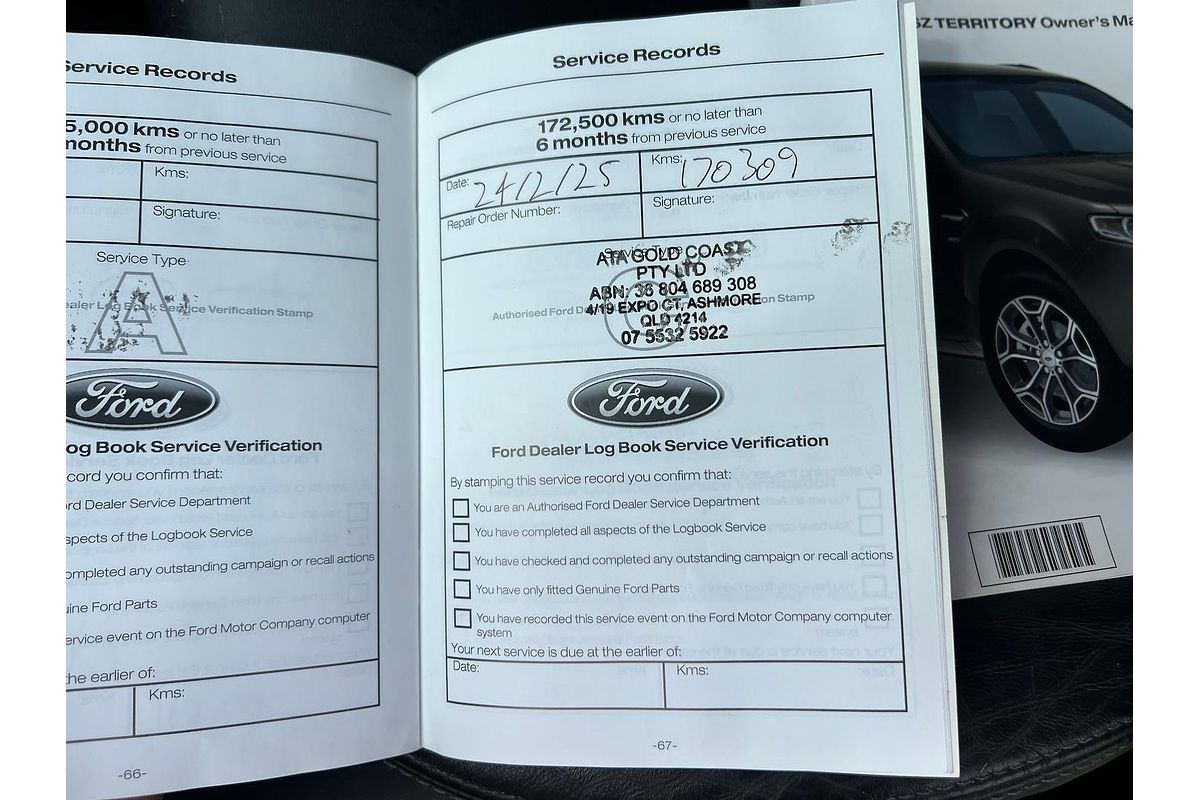 Service Records
5,000 kms or no later than
months from previous service
Kms:
Signature:
Service Type
A
ealer Log Book Service Verification Stamp
Ford
og Book Service Verification
cord you confirm that:
rd Dealer Service Department
spects of the Logbook Service
ompleted any outstanding campaign or recall actions
uine Ford Parts
ervice event on the Ford Motor Company computer
the earlier of:
Kms:
-66-
Service Records
172,500 kms or no later than
6 months from previous service
Date: 24/2/25
Kms: 170309
Repair Order Number:
Signature:
Service Type
ATA GOLD COAST
PTY LTD
ABN: 36 804 689 308
4/19 EXPO CT, ASHMORE
QLD 4214
07 5532 5922
Authorised Ford D
on Stamp
Ford
Ford Dealer Log Book Service Verification
By stamping this service record you confirm that:
You are an Authorised Ford Dealer Service Department
You have completed all aspects of the Logbook Service
You have checked and completed any outstanding campaign or recall actions
You have only fitted Genuine Ford Parts
You have recorded this service event on the Ford Motor Company computer
system
Your next service is due at the earlier of:
Date:
Kms:
-67-
SZ TERRITORY Owner's Ma